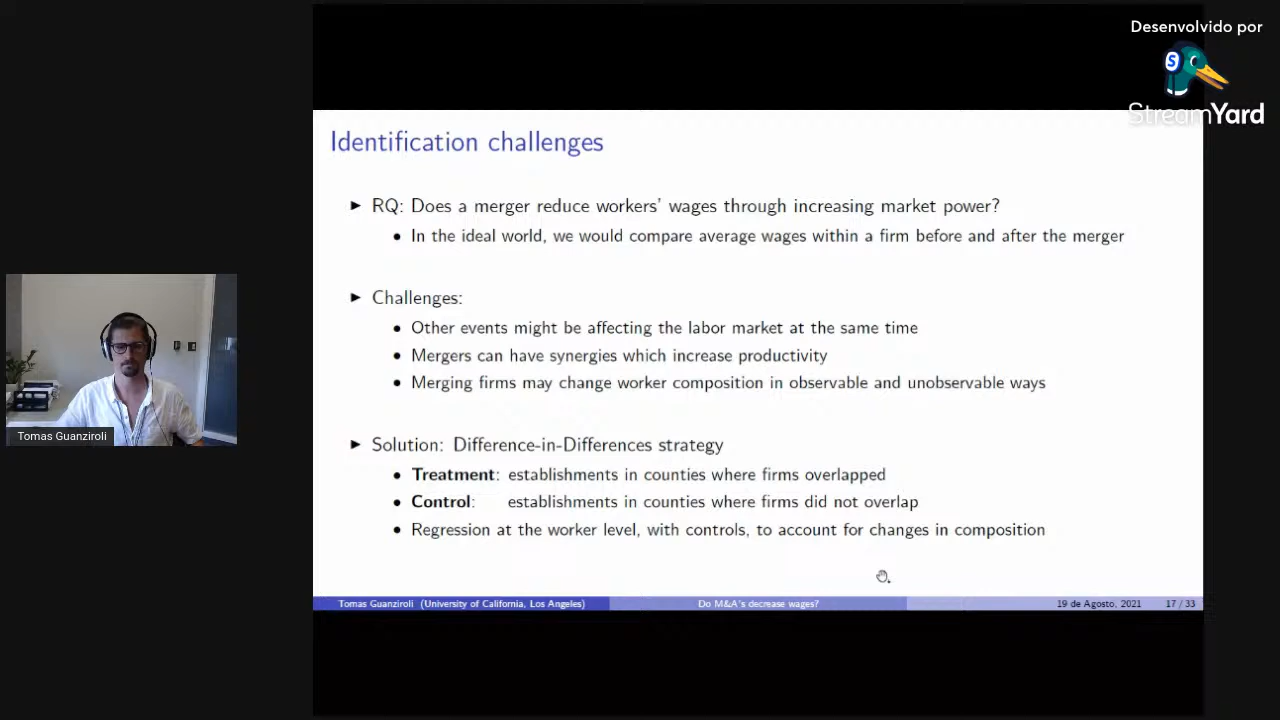 Desenvolvido por
S
StreamYard
Identification challenges
► RQ: Does a merger reduce workers' wages through increasing market power?
• In the ideal world, we would compare average wages within a firm before and after the merger
► Challenges:
• Other events might be affecting the labor market at the same time
• Mergers can have synergies which increase productivity
• Merging firms may change worker composition in observable and unobservable ways
► Solution: Difference-in-Differences strategy
• Treatment: establishments in counties where firms overlapped
• Control: establishments in counties where firms did not overlap
• Regression at the worker level, with controls, to account for changes in composition
Tomas Guanziroli (University of California, Los Angeles) Do M&A's decrease wages? 19 de Agosto, 2021 17 / 33
Tomas Guanziroli